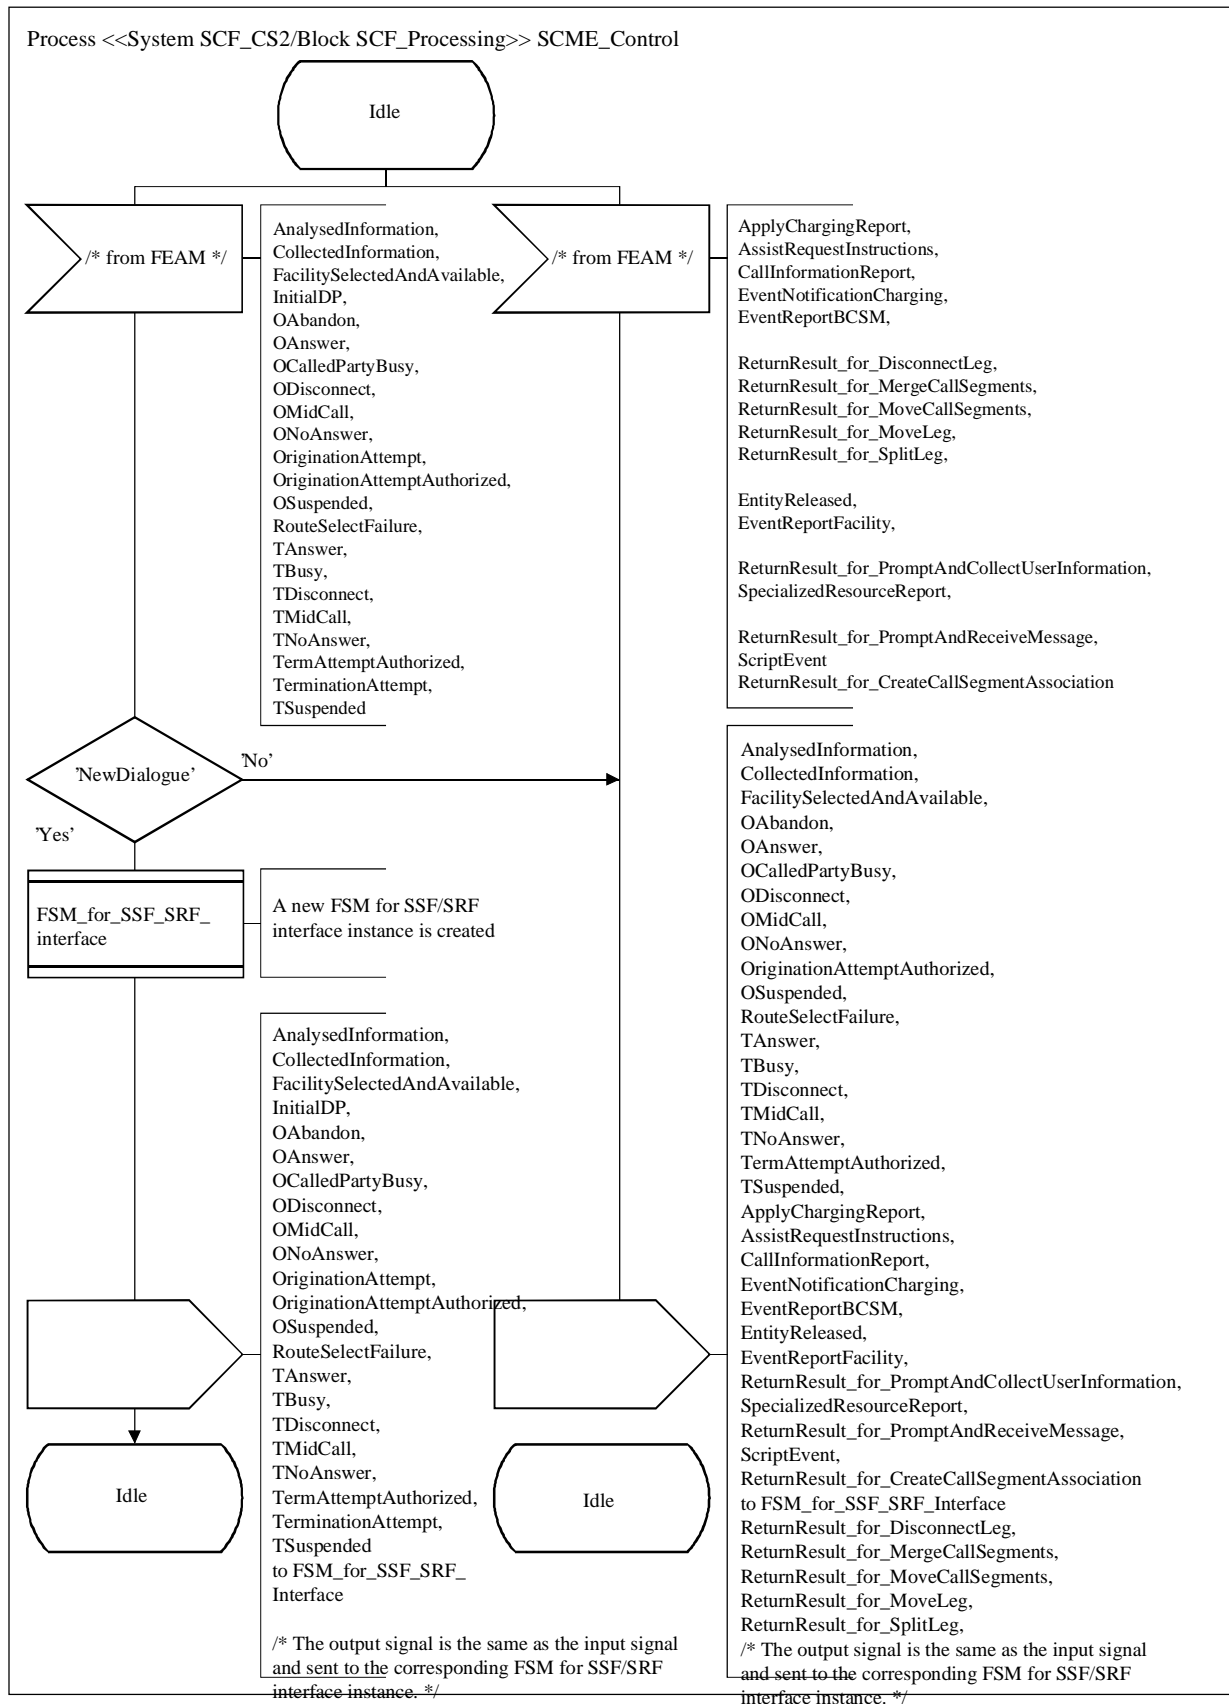 Process <<System SCF_CS2/Block SCF_Processing>> SCME_Control
Idle
/* from FEAM */
AnalysedInformation,
CollectedInformation,
FacilitySelectedAndAvailable,
InitialDP,
OAbandon,
OAnswer,
OCalledPartyBusy,
ODisconnect,
OMidCall,
ONoAnswer,
OriginationAttempt,
OriginationAttemptAuthorized,
OSuspended,
RouteSelectFailure,
TAnswer,
TBusy,
TDisconnect,
TMidCall,
TNoAnswer,
TermAttemptAuthorized,
TerminationAttempt,
TSuspended
/* from FEAM */
ApplyChargingReport,
AssistRequestInstructions,
CallInformationReport,
EventNotificationCharging,
EventReportBCSM,
ReturnResult_for_DisconnectLeg,
ReturnResult_for_MergeCallSegments,
ReturnResult_for_MoveCallSegments,
ReturnResult_for_MoveLeg,
ReturnResult_for_SplitLeg,
EntityReleased,
EventReportFacility,
ReturnResult_for_PromptAndCollectUserInformation,
SpecializedResourceReport,
ReturnResult_for_PromptAndReceiveMessage,
ScriptEvent
ReturnResult_for_CreateCallSegmentAssociation
'NewDialogue'
'No'
'Yes'
FSM_for_SSF_SRF_
interface
A new FSM for SSF/SRF
interface instance is created
AnalysedInformation,
CollectedInformation,
FacilitySelectedAndAvailable,
InitialDP,
OAbandon,
OAnswer,
OCalledPartyBusy,
ODisconnect,
OMidCall,
ONoAnswer,
OriginationAttempt,
OriginationAttemptAuthorized,
OSuspended,
RouteSelectFailure,
TAnswer,
TBusy,
TDisconnect,
TMidCall,
TNoAnswer,
TermAttemptAuthorized,
TerminationAttempt,
TSuspended
to FSM_for_SSF_SRF_
Interface
/* The output signal is the same as the input signal
and sent to the corresponding FSM for SSF/SRF
interface instance. */
Idle
AnalysedInformation,
CollectedInformation,
FacilitySelectedAndAvailable,
OAbandon,
OAnswer,
OCalledPartyBusy,
ODisconnect,
OMidCall,
ONoAnswer,
OriginationAttemptAuthorized,
OSuspended,
RouteSelectFailure,
TAnswer,
TBusy,
TDisconnect,
TMidCall,
TNoAnswer,
TermAttemptAuthorized,
TSuspended,
ApplyChargingReport,
AssistRequestInstructions,
CallInformationReport,
EventNotificationCharging,
EventReportBCSM,
EntityReleased,
EventReportFacility,
ReturnResult_for_PromptAndCollectUserInformation,
SpecializedResourceReport,
ReturnResult_for_PromptAndReceiveMessage,
ScriptEvent,
ReturnResult_for_CreateCallSegmentAssociation
to FSM_for_SSF_SRF_Interface
ReturnResult_for_DisconnectLeg,
ReturnResult_for_MergeCallSegments,
ReturnResult_for_MoveCallSegments,
ReturnResult_for_MoveLeg,
ReturnResult_for_SplitLeg,
/* The output signal is the same as the input signal
and sent to the corresponding FSM for SSF/SRF
interface instance. */
Idle